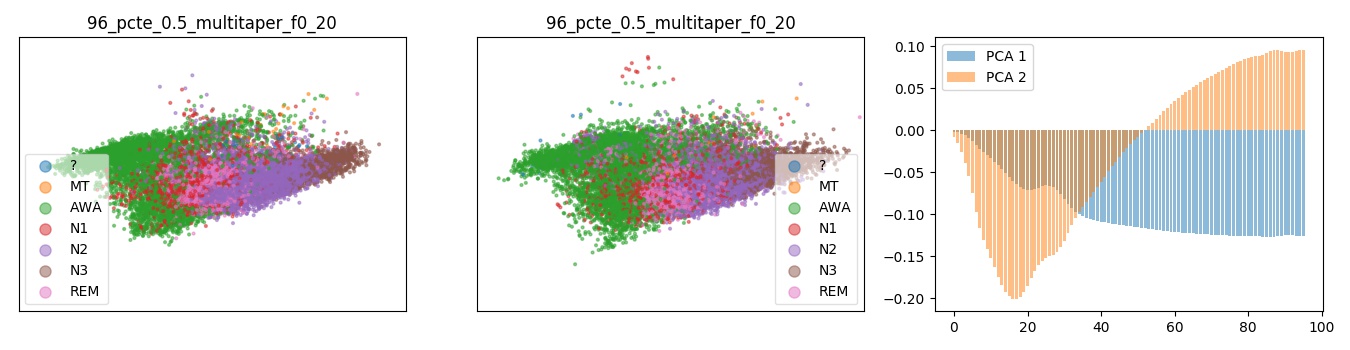 96_pcte_0.5_multitaper_f0_20
?
MT
AWA
N1
N2
N3
REM
96_pcte_0.5_multitaper_f0_20
?
MT
AWA
N1
N2
N3
REM
PCA 1
PCA 2
0.10
0.05
0.00
−0.05
−0.10
−0.15
−0.20
0 20 40 60 80 100